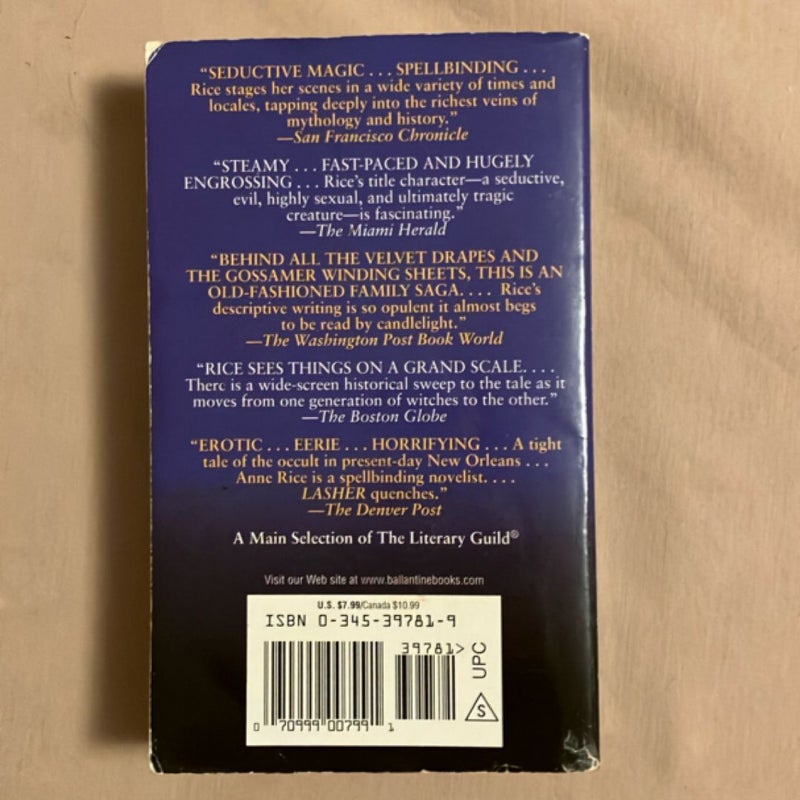 “SEDUCTIVE MAGIC . . . SPELLBINDING . . .
Rice stages her scenes in a wide variety of times and
locales, tapping deeply into the richest veins of
mythology and history.”
—San Francisco Chronicle
“STEAMY . . . FAST-PACED AND HUGELY
ENGROSSING . . . Rice’s title character—a seductive,
evil, highly sexual, and ultimately tragic
creature—is fascinating.”
—The Miami Herald
“BEHIND ALL THE VELVET DRAPES AND
THE GOSSAMER WINDING SHEETS, THIS IS AN
OLD-FASHIONED FAMILY SAGA. . . . Rice’s
descriptive writing is so opulent it almost begs
to be read by candlelight.”
—The Washington Post Book World
“RICE SEES THINGS ON A GRAND SCALE. . . .
There is a wide-screen historical sweep to the tale as it
moves from one generation of witches to the other.”
—The Boston Globe
“EROTIC . . . EERIE . . . HORRIFYING . . . A tight
tale of the occult in present-day New Orleans . . .
Anne Rice is a spellbinding novelist. . . .
LASHER quenches.”
—The Denver Post
A Main Selection of The Literary Guild®
Visit our Web site at www.ballantinebooks.com
U.S. $7.99/Canada $10.99
ISBN 0-345-39781-9
39781>
UPC
S
0 70999 00799 1